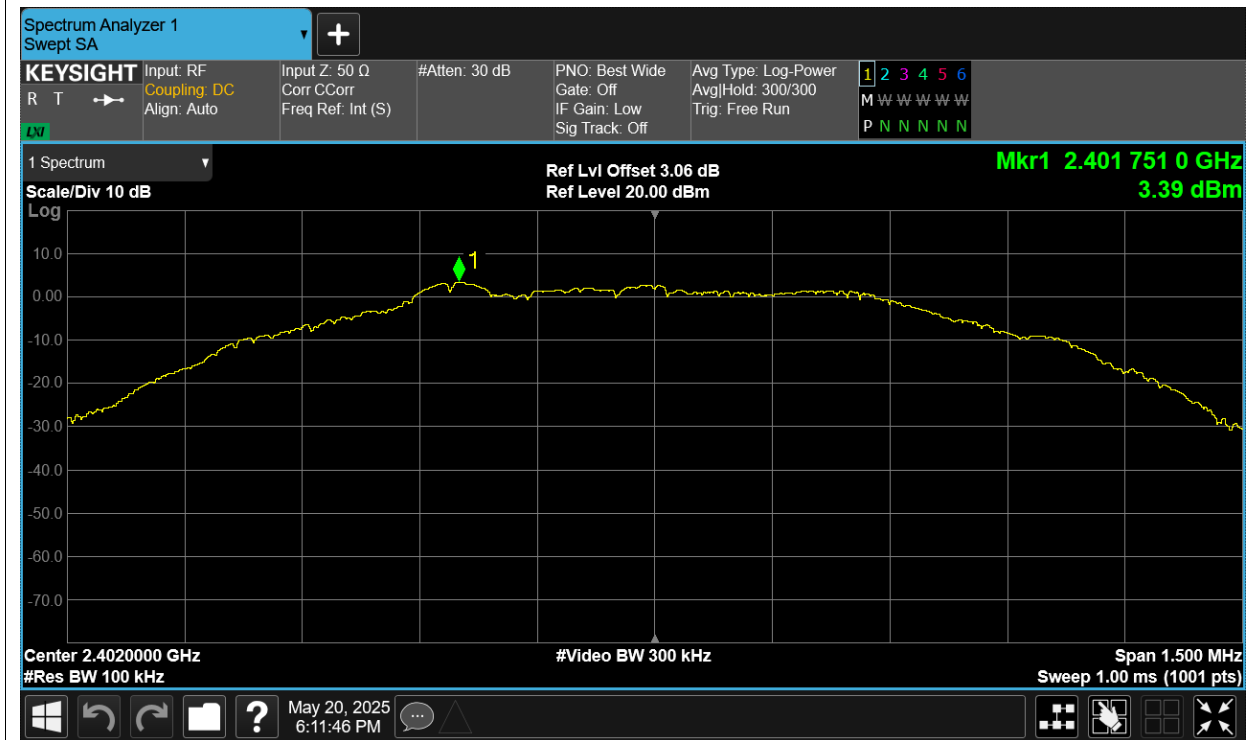 Spectrum Analyzer 1
Swept SA
KEYSIGHT
R T
LXI
Input: RF
Coupling: DC
Align: Auto
Input Z: 50 Ω
Corr CCorr
Freq Ref: Int (S)
#Atten: 30 dB
PNO: Best Wide
Gate: Off
IF Gain: Low
Sig Track: Off
Avg Type: Log-Power
Avg|Hold: 300/300
Trig: Free Run
1 2 3 4 5 6
M W W W W W
P N N N N N
1 Spectrum
Scale/Div 10 dB
Log
Ref Lvl Offset 3.06 dB
Ref Level 20.00 dBm
Mkr1 2.401 751 0 GHz
3.39 dBm
1
10.0
0.00
-10.0
-20.0
-30.0
-40.0
-50.0
-60.0
-70.0
Center 2.4020000 GHz
#Res BW 100 kHz
#Video BW 300 kHz
Span 1.500 MHz
Sweep 1.00 ms (1001 pts)
?
May 20, 2025
6:11:46 PM